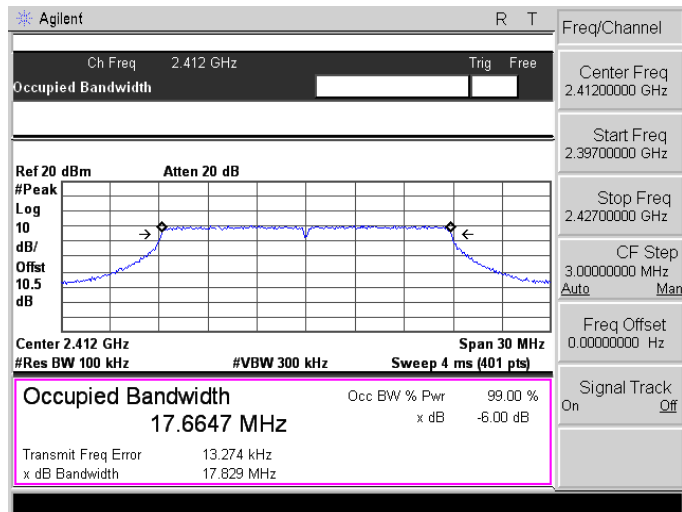 Agilent R T
Ch Freq 2.412 GHz Trig Free
Occupied Bandwidth
Ref 20 dBm Atten 20 dB
#Peak
Log
10
dB/
Offst
10.5
dB
Center 2.412 GHz Span 30 MHz
#Res BW 100 kHz #VBW 300 kHz Sweep 4 ms (401 pts)
Occupied Bandwidth Occ BW % Pwr 99.00 %
17.6647 MHz x dB -6.00 dB
Transmit Freq Error 13.274 kHz
x dB Bandwidth 17.829 MHz
Freq/Channel
Center Freq
2.41200000 GHz
Start Freq
2.39700000 GHz
Stop Freq
2.42700000 GHz
CF Step
3.00000000 MHz
Auto Man
Freq Offset
0.00000000 Hz
Signal Track
On Off